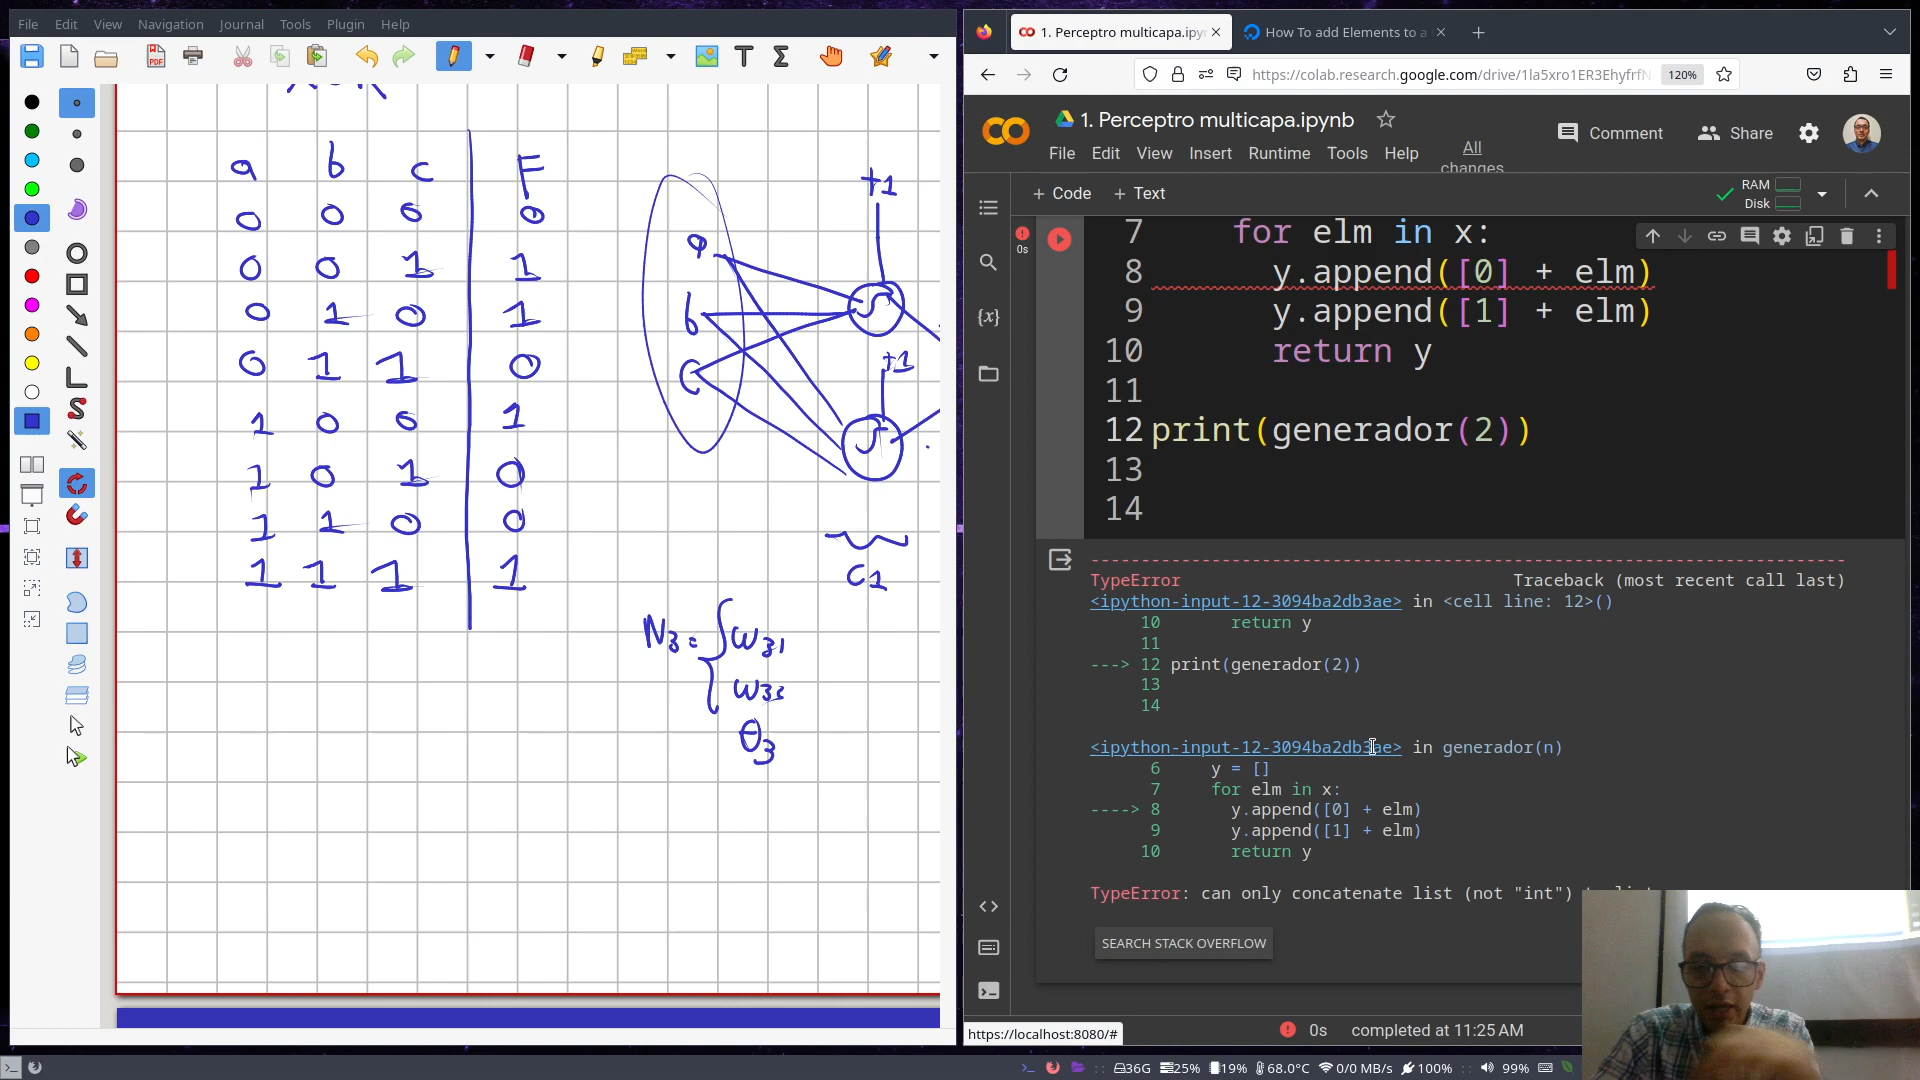 File Edit View Navigation Journal Tools Plugin Help
a b c F
0 0 0 0
0 0 1 1
0 1 0 1
0 1 1 0
1 0 0 1
1 0 1 0
1 1 0 0
1 1 1 1
a
b
c
+1
+1
C1
N3 = { w31
θ3
1. Perceptro multicapa.ipy
How To add Elements to a
https://colab.research.google.com/drive/1la5xro1ER3EhyfrfN
120%
1. Perceptro multicapa.ipynb
Comment Share
File Edit View Insert Runtime Tools Help All changes
+ Code + Text
RAM
Disk
0s
7 for elm in x:
8 y.append([0] + elm)
9 y.append([1] + elm)
10 return y
11
12 print(generador(2))
13
14
TypeError Traceback (most recent call last)
<ipython-input-12-3094ba2db3ae> in <cell line: 12>()
10 return y
11
---> 12 print(generador(2))
13
14
<ipython-input-12-3094ba2db3ae> in generador(n)
6 y = []
7 for elm in x:
----> 8 y.append([0] + elm)
9 y.append([1] + elm)
10 return y
TypeError: can only concatenate list (not "int")
SEARCH STACK OVERFLOW
https://localhost:8080/#
0s completed at 11:25 AM
36G 25% 19% 68.0°C 0/0 MB/s 100% 99%